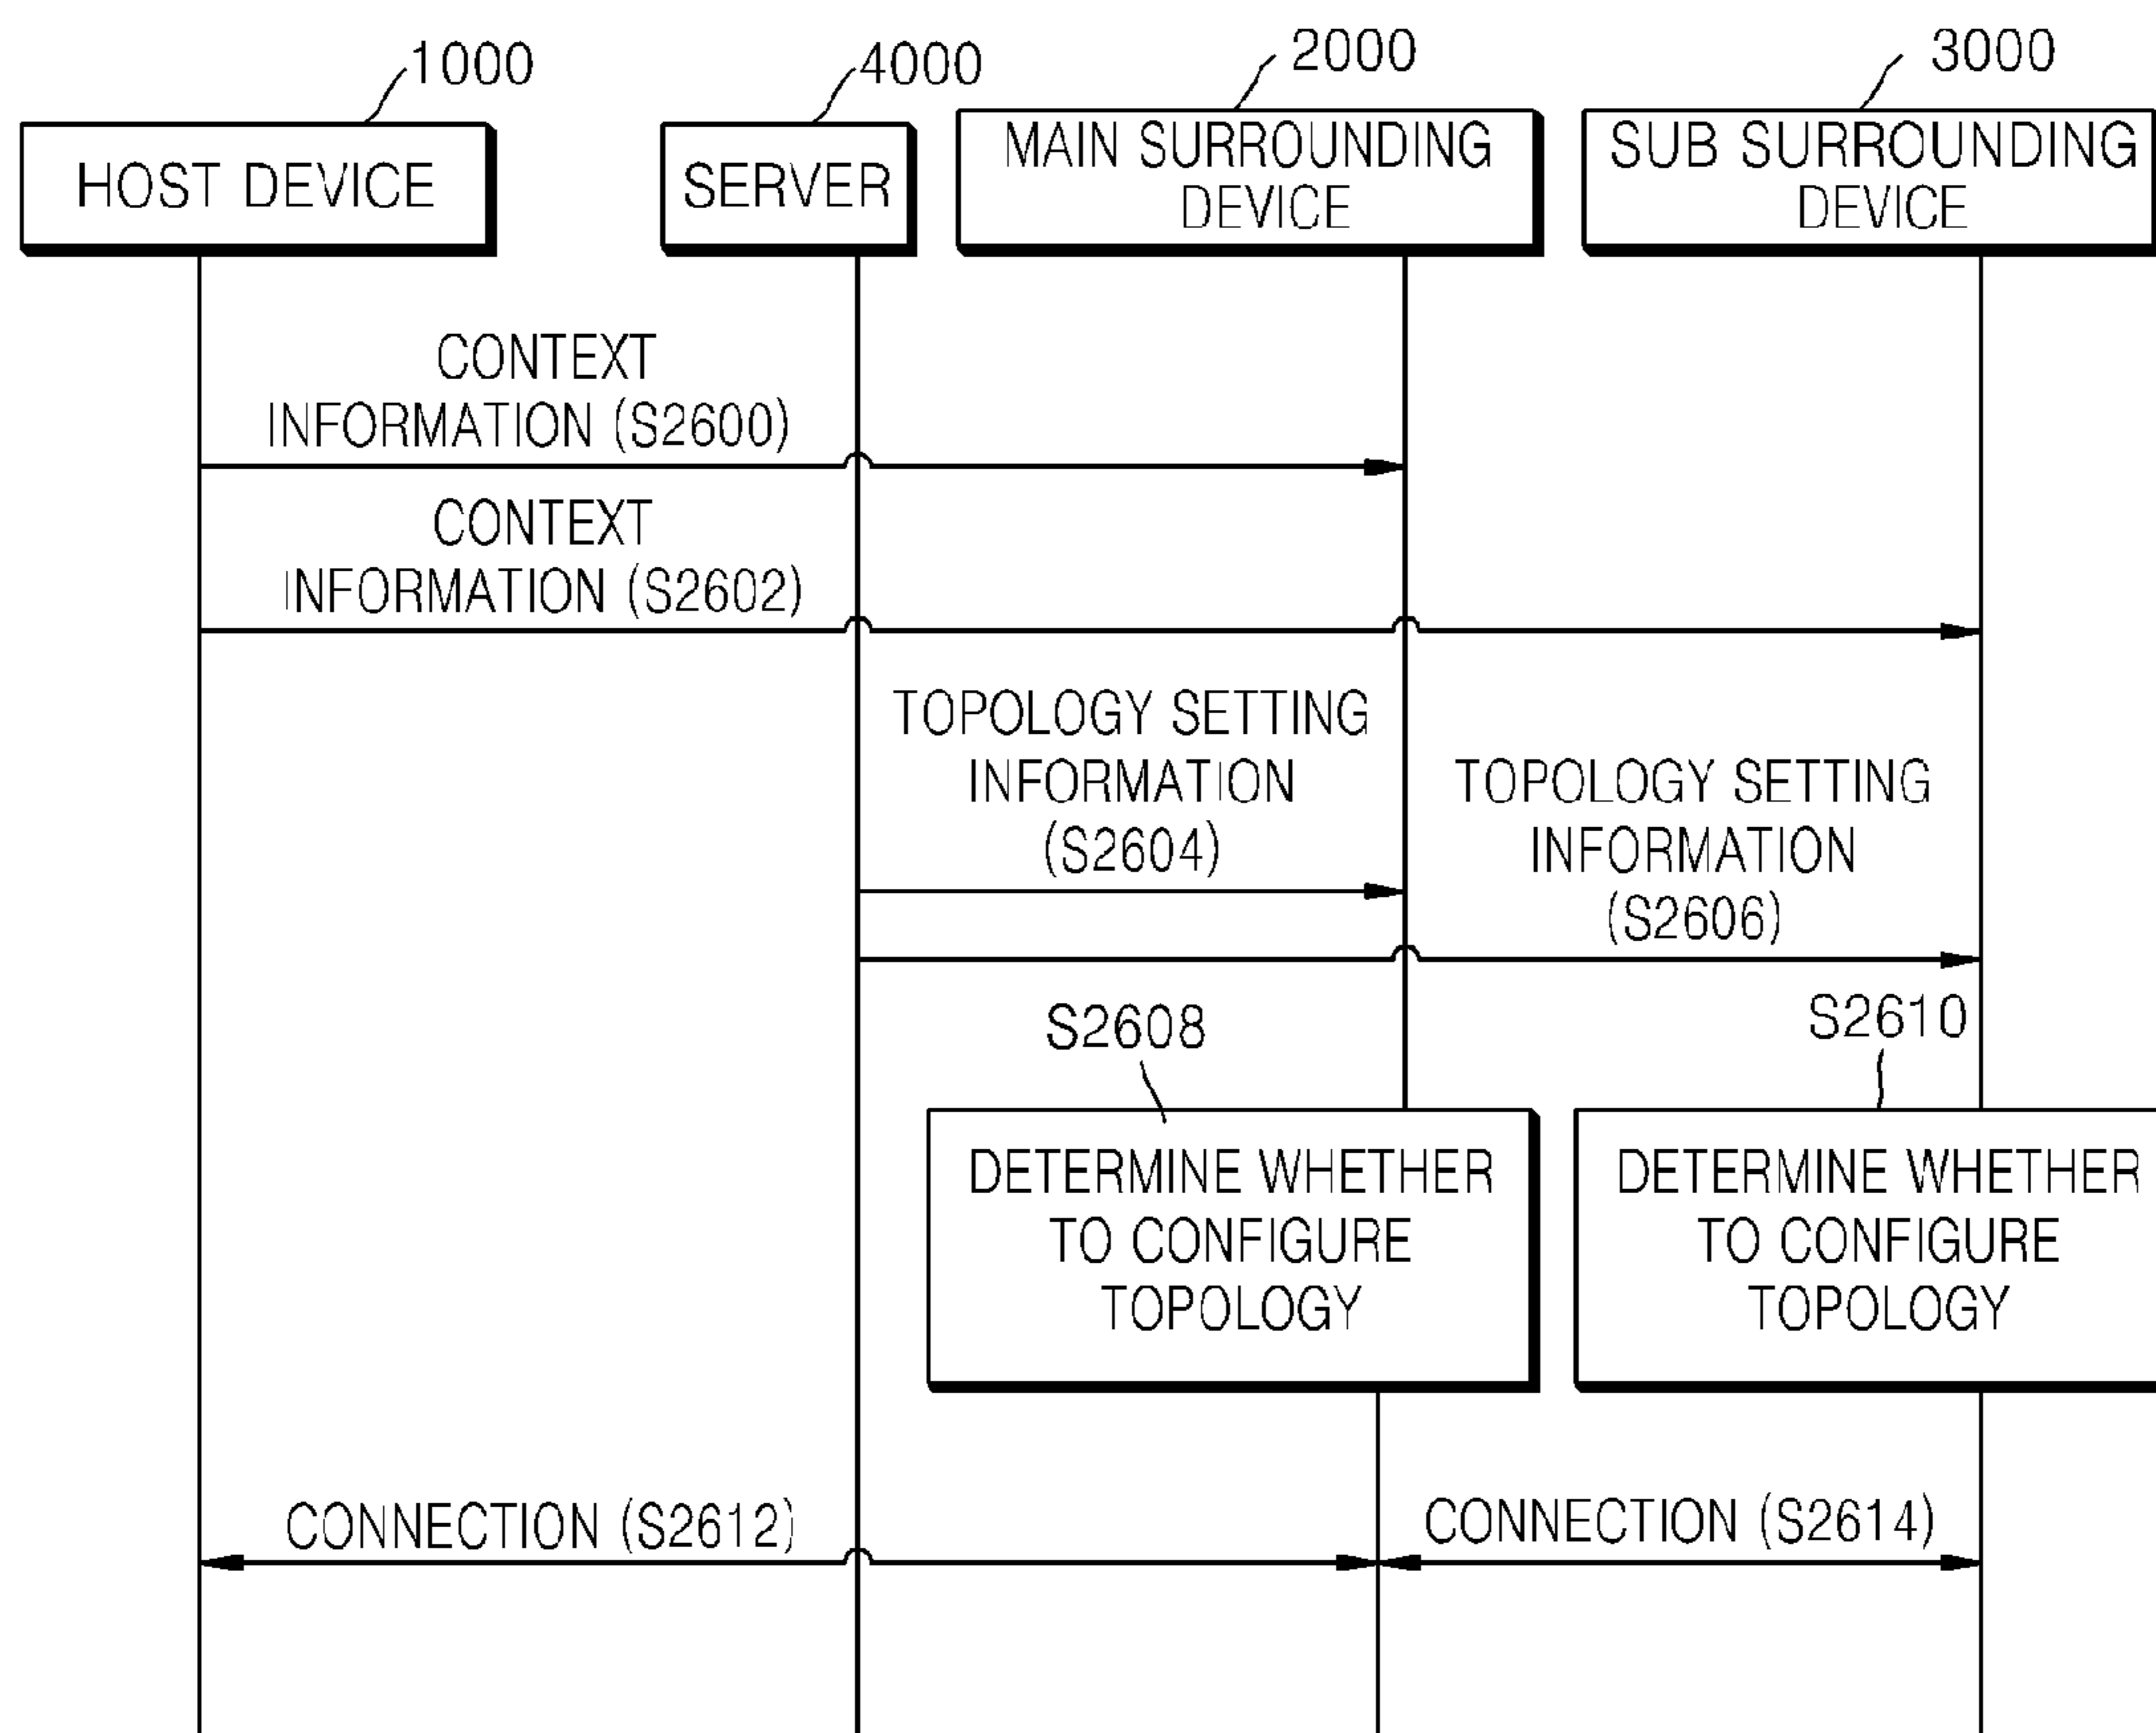 1000
4000
2000
3000
HOST DEVICE
SERVER
MAIN SURROUNDING
DEVICE
SUB SURROUNDING
DEVICE
CONTEXT
INFORMATION (S2600)
CONTEXT
INFORMATION (S2602)
TOPOLOGY SETTING
INFORMATION
(S2604)
TOPOLOGY SETTING
INFORMATION
(S2606)
S2608
S2610
DETERMINE WHETHER
TO CONFIGURE
TOPOLOGY
DETERMINE WHETHER
TO CONFIGURE
TOPOLOGY
CONNECTION (S2612)
CONNECTION (S2614)